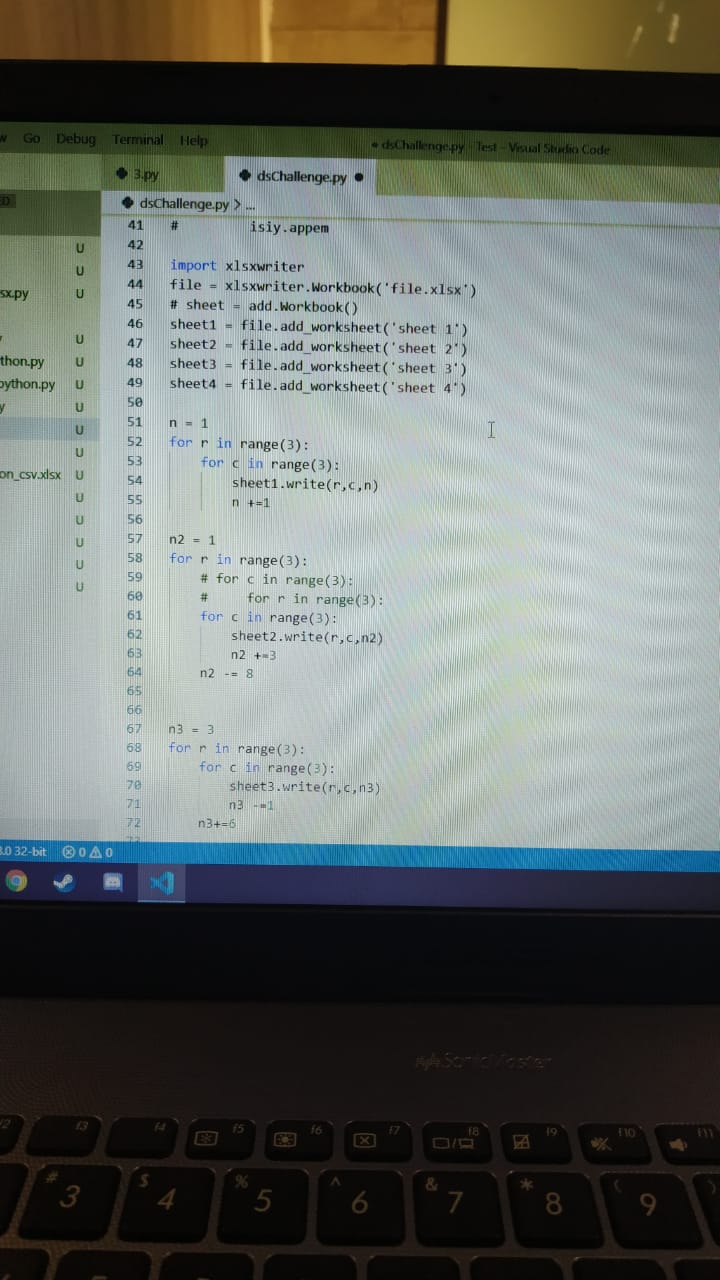 w Go Debug Terminal Help
● dsChallenge.py - Test - Visual Studio Code
3.py dsChallenge.py ●
dsChallenge.py > ...
D
U
U
sx.py U
U
thon.py U
python.py U
y U
U
U
on_csv.xlsx U
U
U
U
U
U
41 # isiy.appem
42
43 import xlsxwriter
44 file = xlsxwriter.Workbook('file.xlsx')
45 # sheet = add.Workbook()
46 sheet1 = file.add_worksheet('sheet 1')
47 sheet2 = file.add_worksheet('sheet 2')
48 sheet3 = file.add_worksheet('sheet 3')
49 sheet4 = file.add_worksheet('sheet 4')
50
51 n = 1
52 for r in range(3):
53 for c in range(3):
54 sheet1.write(r,c,n)
55 n +=1
56
57 n2 = 1
58 for r in range(3):
59 # for c in range(3):
60 # for r in range(3):
61 for c in range(3):
62 sheet2.write(r,c,n2)
63 n2 +=3
64 n2 -= 8
65
66
67 n3 = 3
68 for r in range(3):
69 for c in range(3):
70 sheet3.write(r,c,n3)
71 n3 -=1
72 n3+=6
73
3.0 32-bit 0 0
SonicMaster
f2 f3 f4 f5 f6 f7 f8 f9 f10 f11
# 3 $ 4 % 5 ^ 6 & 7 * 8 ( 9 )